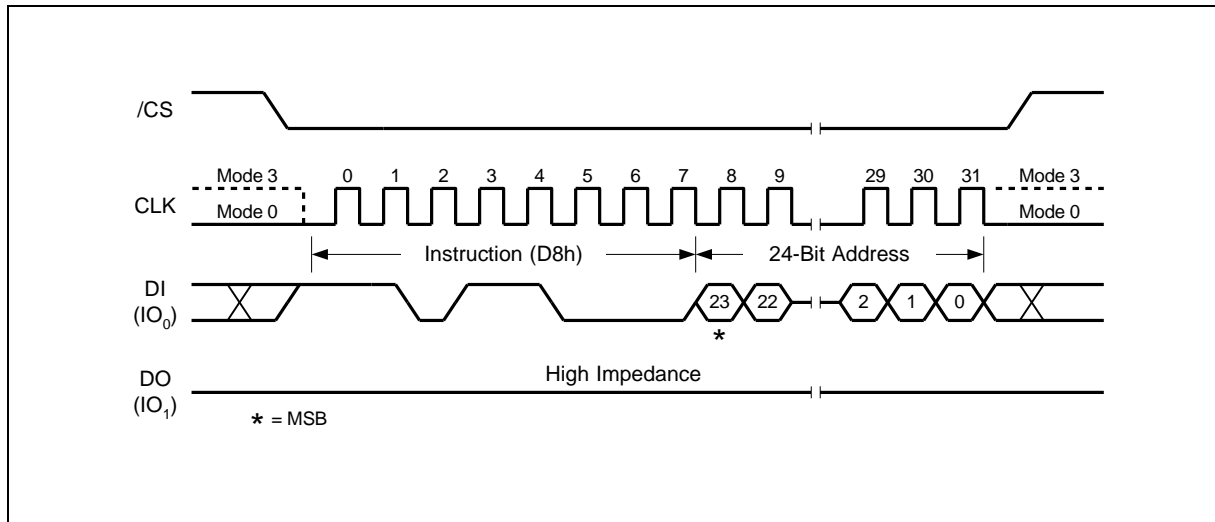 /CS
Mode 3 0 1 2 3 4 5 6 7 8 9 29 30 31 Mode 3
CLK
Mode 0 Mode 0
Instruction (D8h) 24-Bit Address
DI
(IO0) 23 22 2 1 0
*
High Impedance
DO
(IO1)
* = MSB